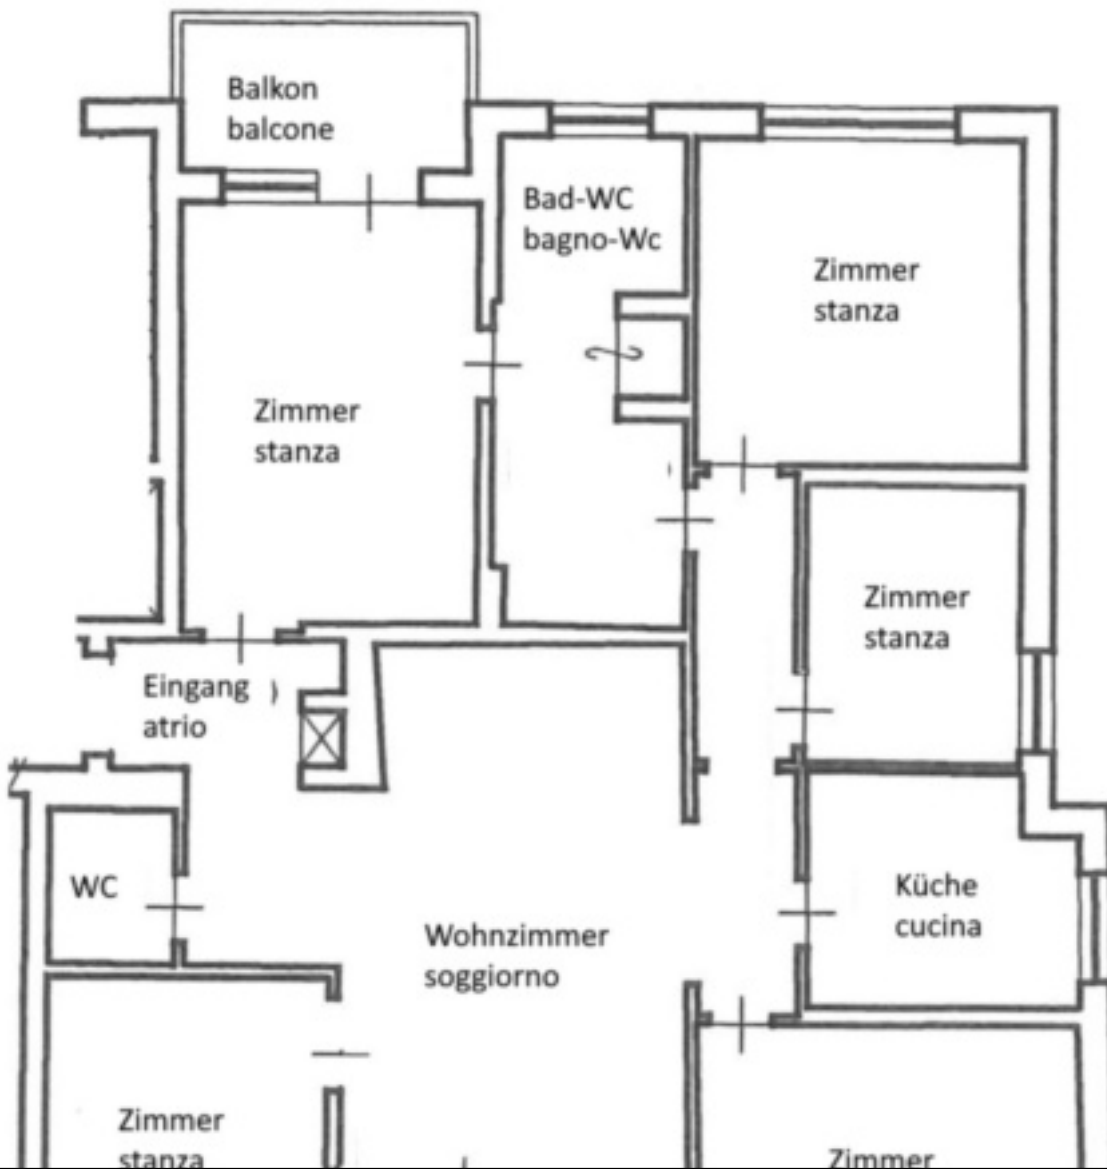 Balkon
balcone
Bad-WC
bagno-Wc
Zimmer
stanza
Zimmer
stanza
Zimmer
stanza
Eingang
atrio
WC
Küche
cucina
Wohnzimmer
soggiorno
Zimmer
stanza
Zimmer